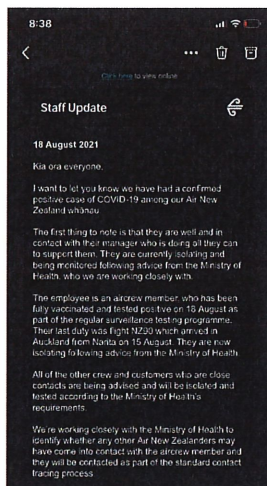 8:38
Click here to view online
Staff Update
18 August 2021
Kia ora everyone,
I want to let you know we have had a confirmed
positive case of COVID-19 among our Air New
Zealand whānau
The first thing to note is that they are well and in
contact with their manager who is doing all they can
to support them. They are currently isolating and
being monitored following advice from the Ministry of
Health, who we are working closely with.
The employee is an aircrew member, who has been
fully vaccinated and tested positive on 18 August as
part of the regular surveillance testing programme.
Their last duty was flight NZ90 which arrived in
Auckland from Narita on 15 August. They are now
isolating following advice from the Ministry of Health
All of the other crew and customers who are close
contacts are being advised and will be isolated and
tested according to the Ministry of Health's
requirements.
We're working closely with the Ministry of Health to
identify whether any other Air New Zealanders may
have come into contact with the aircrew member and
they will be contacted as part of the standard contact
tracing process